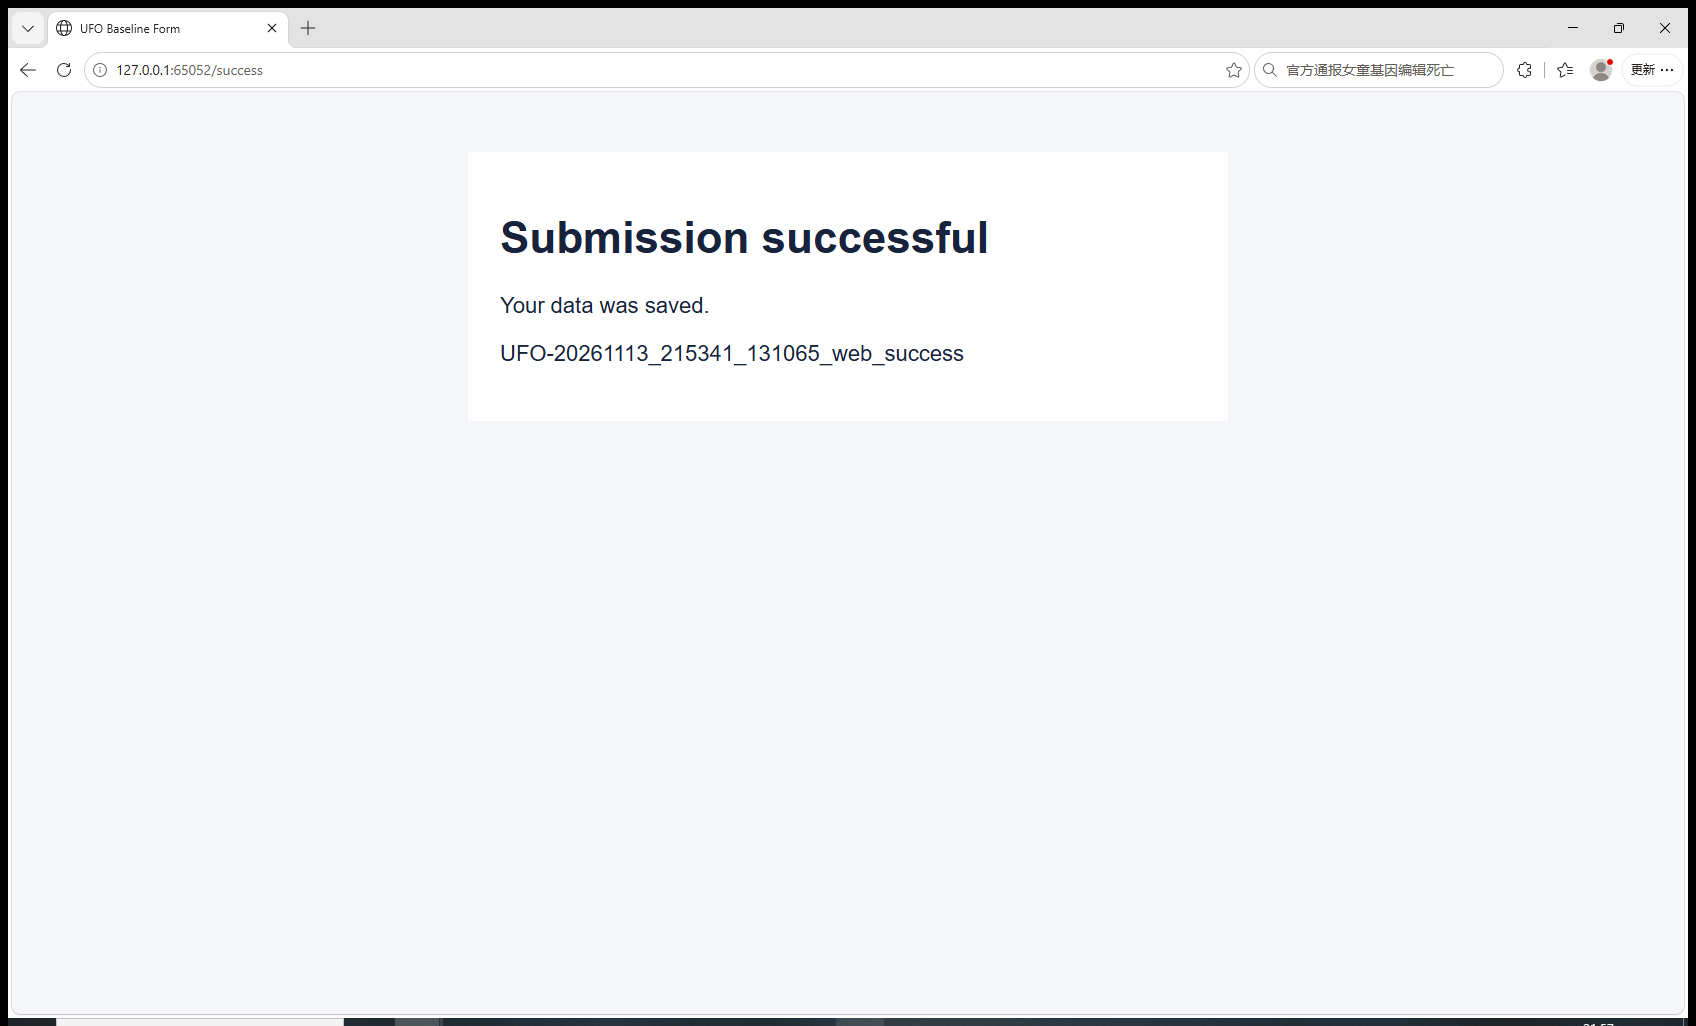 UFO Baseline Form
127.0.0.1:65052/success
官方通报女童基因编辑死亡
更新
Submission successful
Your data was saved.
UFO-20261113_215341_131065_web_success